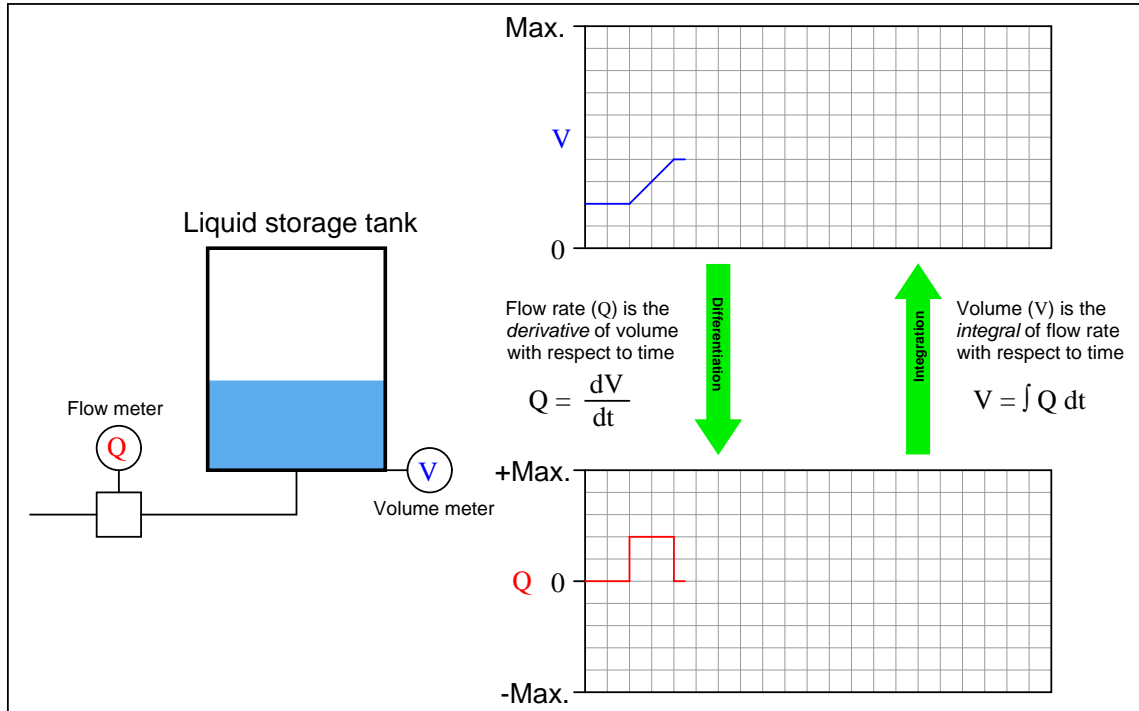 Max.
V
0
Liquid storage tank
Flow meter
Q
V
Volume meter
Flow rate (Q) is the
derivative of volume
with respect to time
Q = dV/dt
Differentiation
Integration
Volume (V) is the
integral of flow rate
with respect to time
V = ∫ Q dt
+Max.
Q 0
-Max.